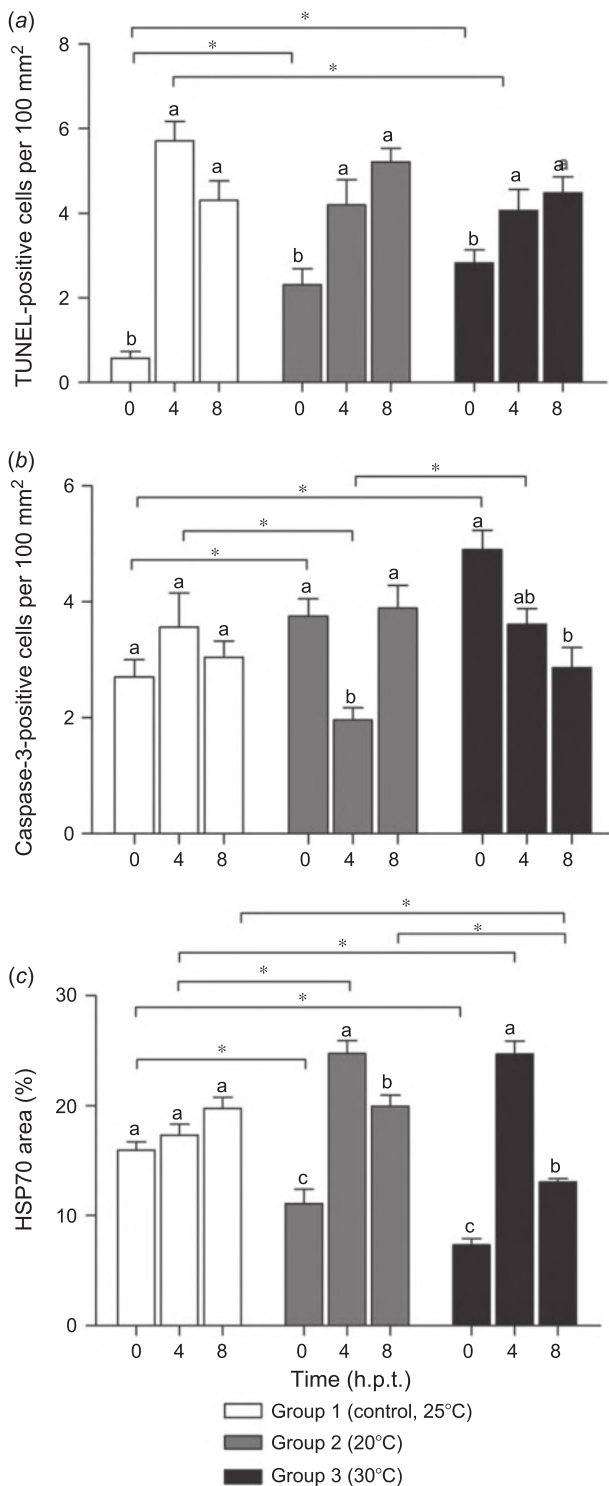 (a)
*
*
*
TUNEL-positive cells per 100 mm²
8
6
4
2
0
b a a
b a a
b a a
0 4 8 0 4 8 0 4 8
(b)
*
*
*
*
Caspase-3-positive cells per 100 mm²
6
4
2
0
a a a
a b a
a ab b
0 4 8 0 4 8 0 4 8
(c)
*
*
*
*
*
*
HSP70 area (%)
30
20
10
0
a a a
c a b
c a b
0 4 8 0 4 8 0 4 8
Time (h.p.t.)
Group 1 (control, 25°C)
Group 2 (20°C)
Group 3 (30°C)